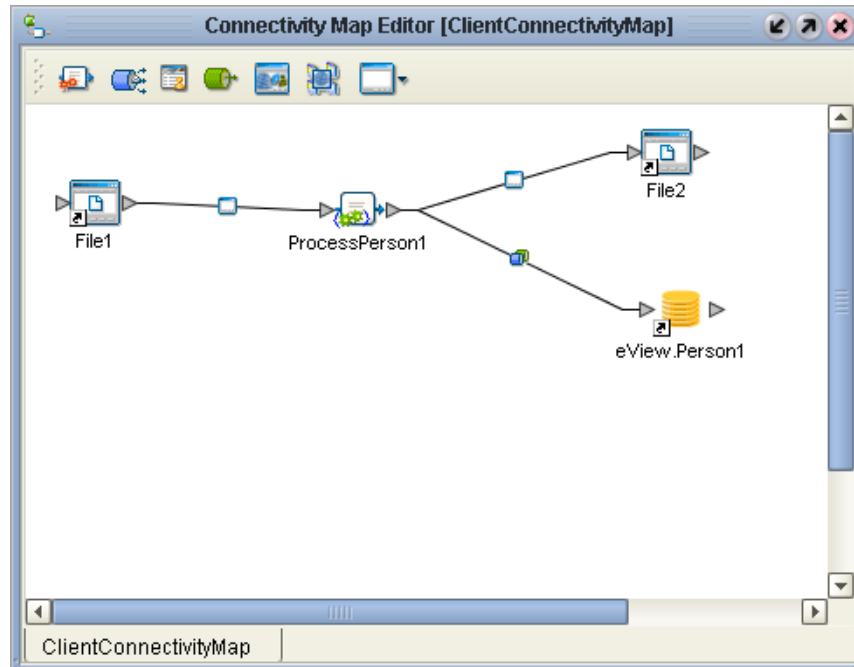 Connectivity Map Editor [ClientConnectivityMap]
File2
File1
ProcessPerson1
eView.Person1
ClientConnectivityMap